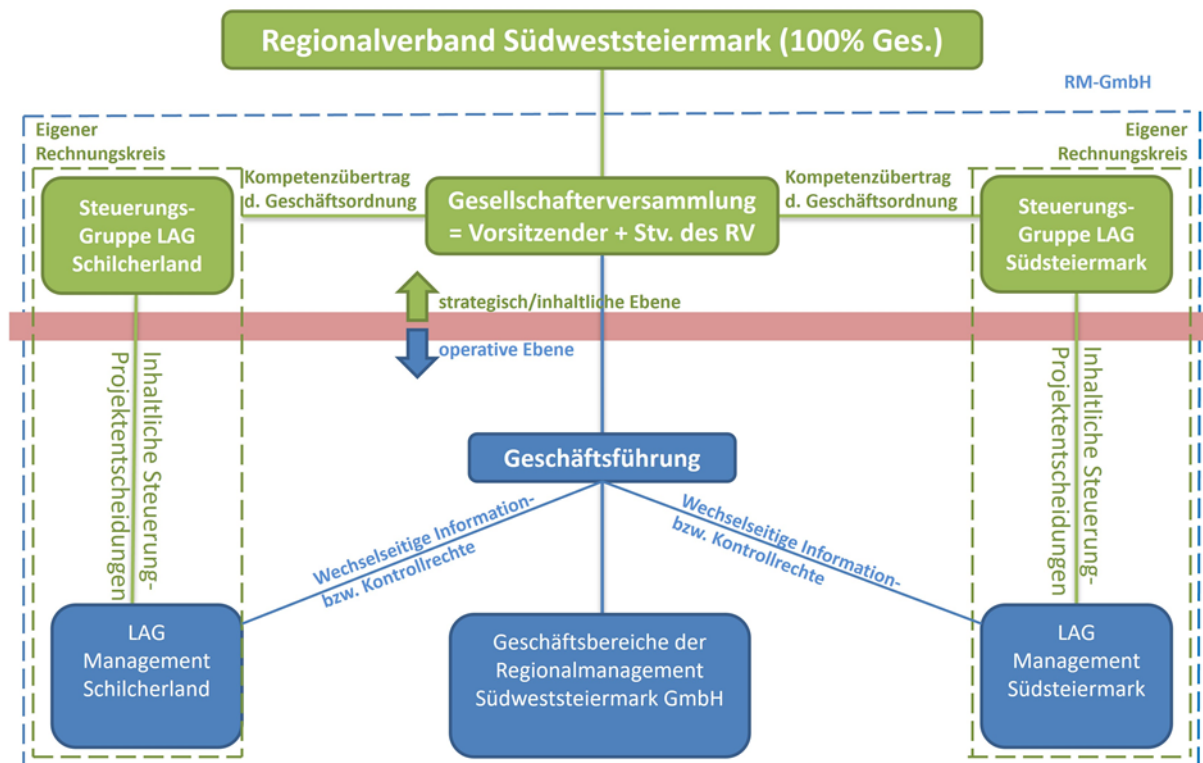 Regionalverband Südweststeiermark (100% Ges.)
RM-GmbH
Eigener
Rechnungskreis
Eigener
Rechnungskreis
Steuerungs-
Gruppe LAG
Schilcherland
Kompetenzübertrag
d. Geschäftsordnung
Gesellschafterversammlung
= Vorsitzender + Stv. des RV
Kompetenzübertrag
d. Geschäftsordnung
Steuerungs-
Gruppe LAG
Südsteiermark
strategisch/inhaltliche Ebene
operative Ebene
Inhaltliche Steuerung-
Projektentscheidungen
Inhaltliche Steuerung-
Projektentscheidungen
Geschäftsführung
Wechselseitige Information-
bzw. Kontrollrechte
Wechselseitige Information-
bzw. Kontrollrechte
LAG
Management
Schilcherland
Geschäftsbereiche der
Regionalmanagement
Südweststeiermark GmbH
LAG
Management
Südsteiermark